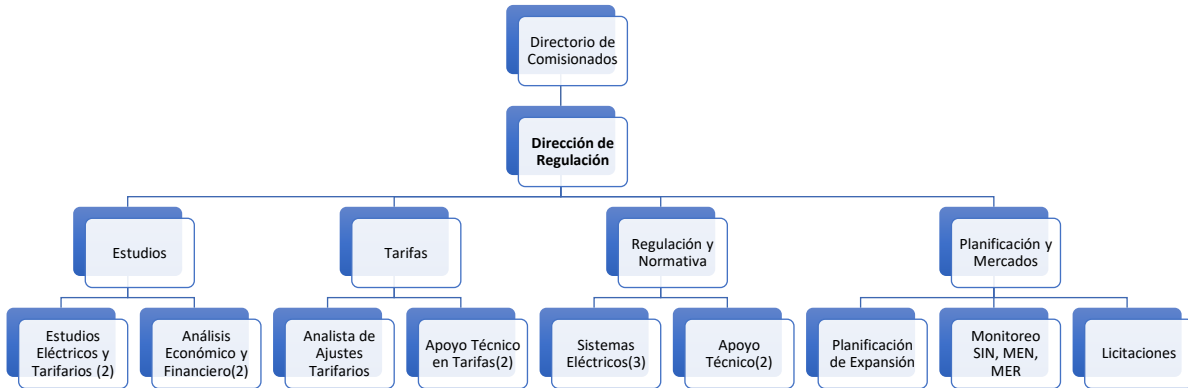 Directorio de
Comisionados
Dirección de
Regulación
Estudios
Tarifas
Regulación y
Normativa
Planificación y
Mercados
Estudios
Eléctricos y
Tarifarios (2)
Análisis
Económico y
Financiero(2)
Analista de
Ajustes
Tarifarios
Apoyo Técnico
en Tarifas(2)
Sistemas
Eléctricos(3)
Apoyo
Técnico(2)
Planificación
de Expansión
Monitoreo
SIN, MEN,
MER
Licitaciones